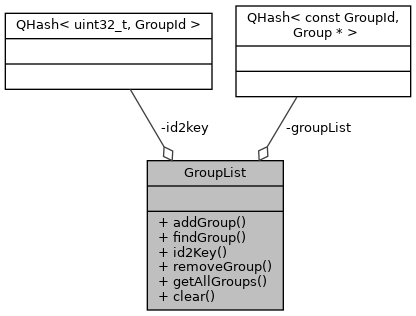 QHash< uint32_t, GroupId >
QHash< const GroupId,
Group * >
-id2key
-groupList
GroupList
+ addGroup()
+ findGroup()
+ id2Key()
+ removeGroup()
+ getAllGroups()
+ clear()